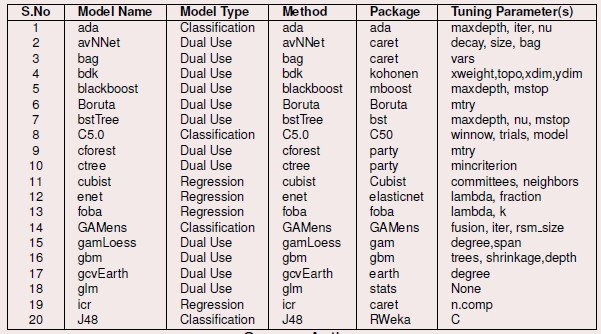 S.No Model Name Model Type Method Package Tuning Parameter(s)
1 ada Classification ada ada maxdepth, iter, nu
2 avNNet Dual Use avNNet caret decay, size, bag
3 bag Dual Use bag caret vars
4 bdk Dual Use bdk kohonen xweight,topo,xdim,ydim
5 blackboost Dual Use blackboost mboost maxdepth, mstop
6 Boruta Dual Use Boruta Boruta mtry
7 bstTree Dual Use bstTree bst maxdepth, nu, mstop
8 C5.0 Classification C5.0 C50 winnow, trials, model
9 cforest Dual Use cforest party mtry
10 ctree Dual Use ctree party mincriterion
11 cubist Regression cubist Cubist committees, neighbors
12 enet Regression enet elasticnet lambda, fraction
13 foba Regression foba foba lambda, k
14 GAMens Classification GAMens GAMens fusion, iter, rsm_size
15 gamLoess Dual Use gamLoess gam degree,span
16 gbm Dual Use gbm gbm trees, shrinkage,depth
17 gcvEarth Dual Use gcvEarth earth degree
18 glm Dual Use glm stats None
19 icr Regression icr caret n.comp
20 J48 Classification J48 RWeka C